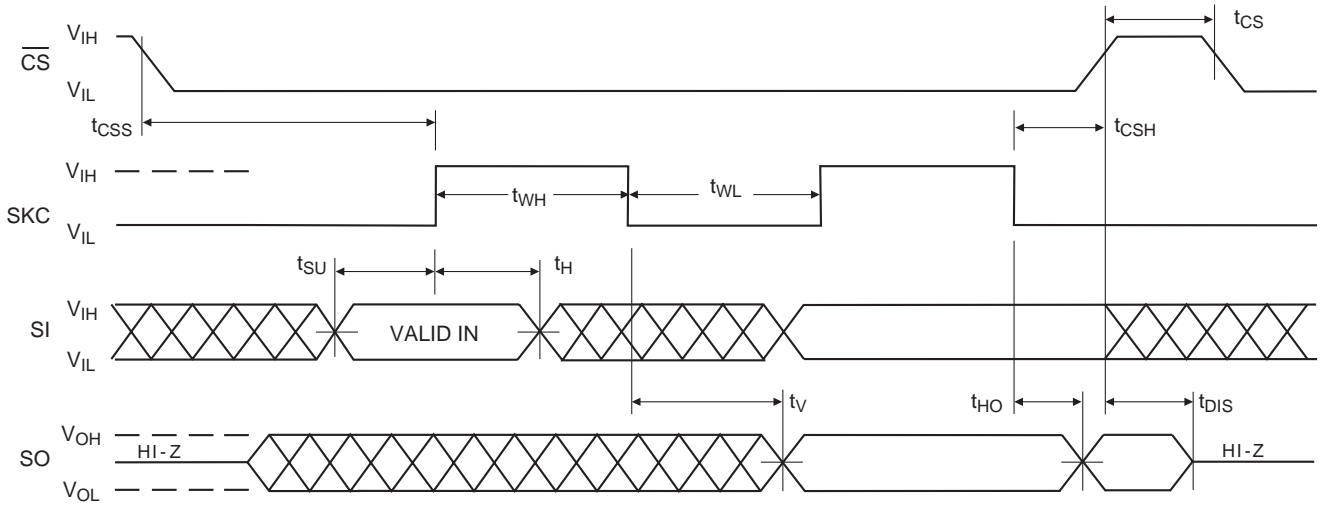 V_IH
t_CS
CS
V_IL
t_CSS
t_CSH
V_IH
t_WH
t_WL
SKC
V_IL
t_SU
t_H
V_IH
SI
VALID IN
V_IL
t_V
t_HO
t_DIS
V_OH
SO
HI-Z
HI-Z
V_OL